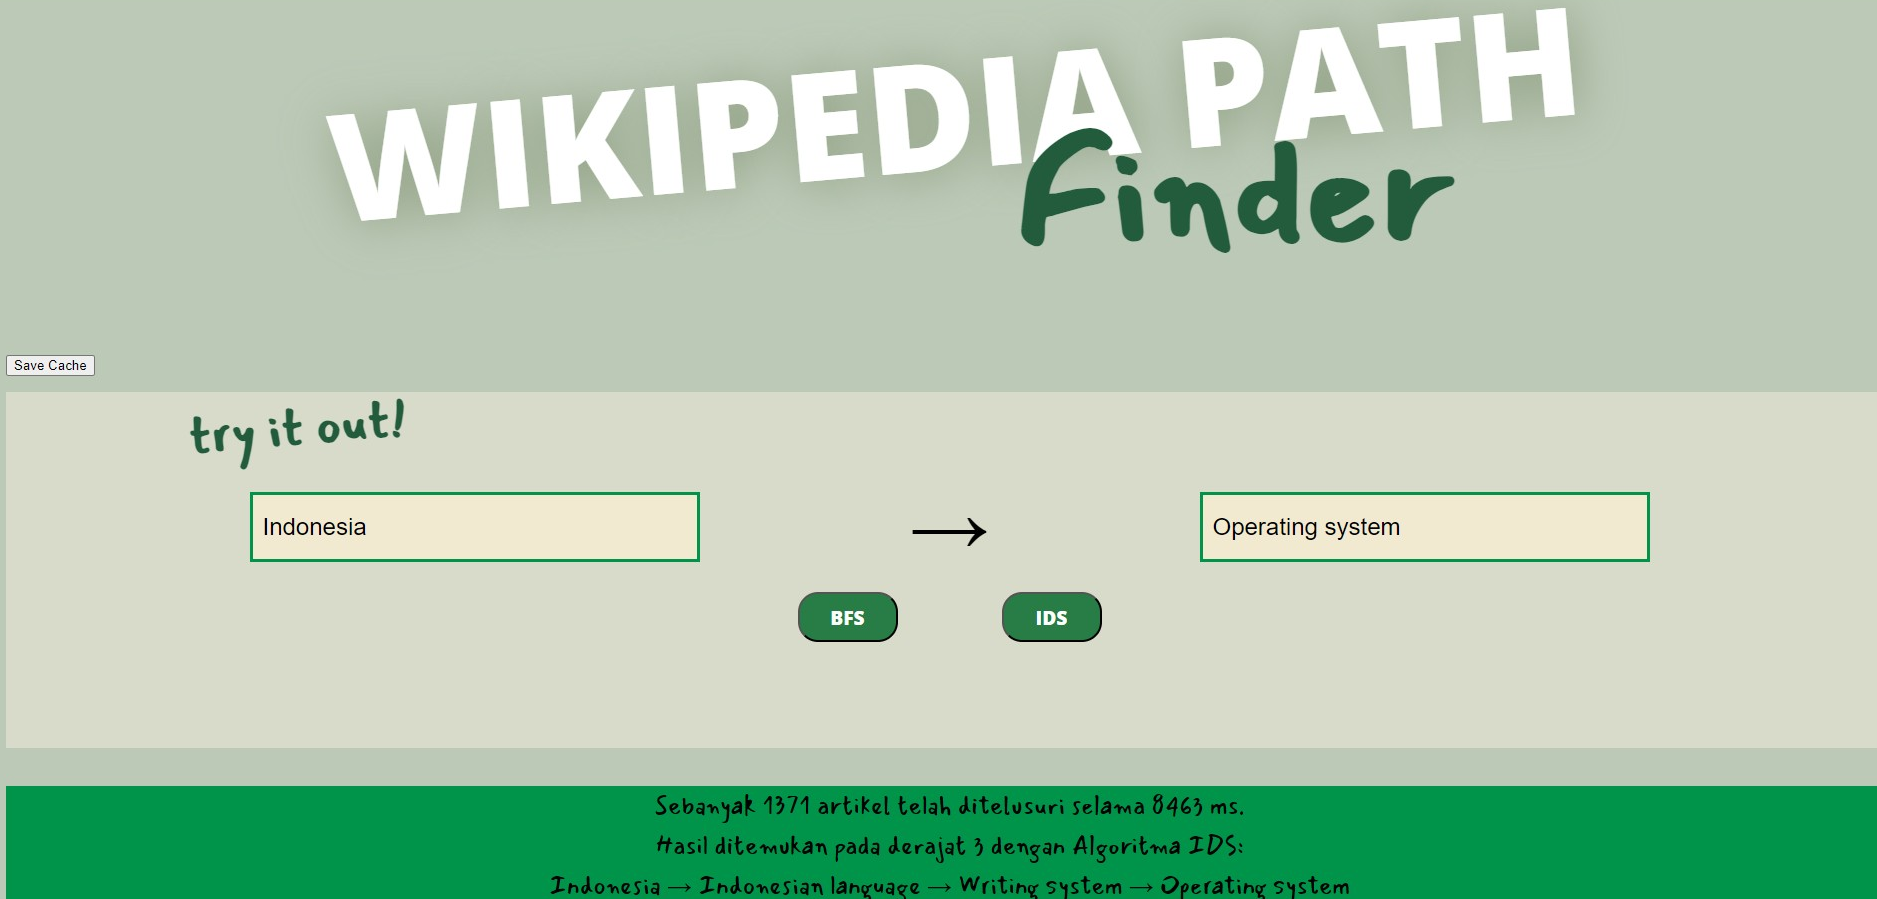 WIKIPEDIA PATH
Finder
Save Cache
try it out!
Indonesia → Operating system
BFS IDS
Sebanyak 1371 artikel telah ditelusuri selama 8463 ms.
Hasil ditemukan pada derajat 3 dengan Algoritma IDS:
Indonesia → Indonesian language → Writing system → Operating system